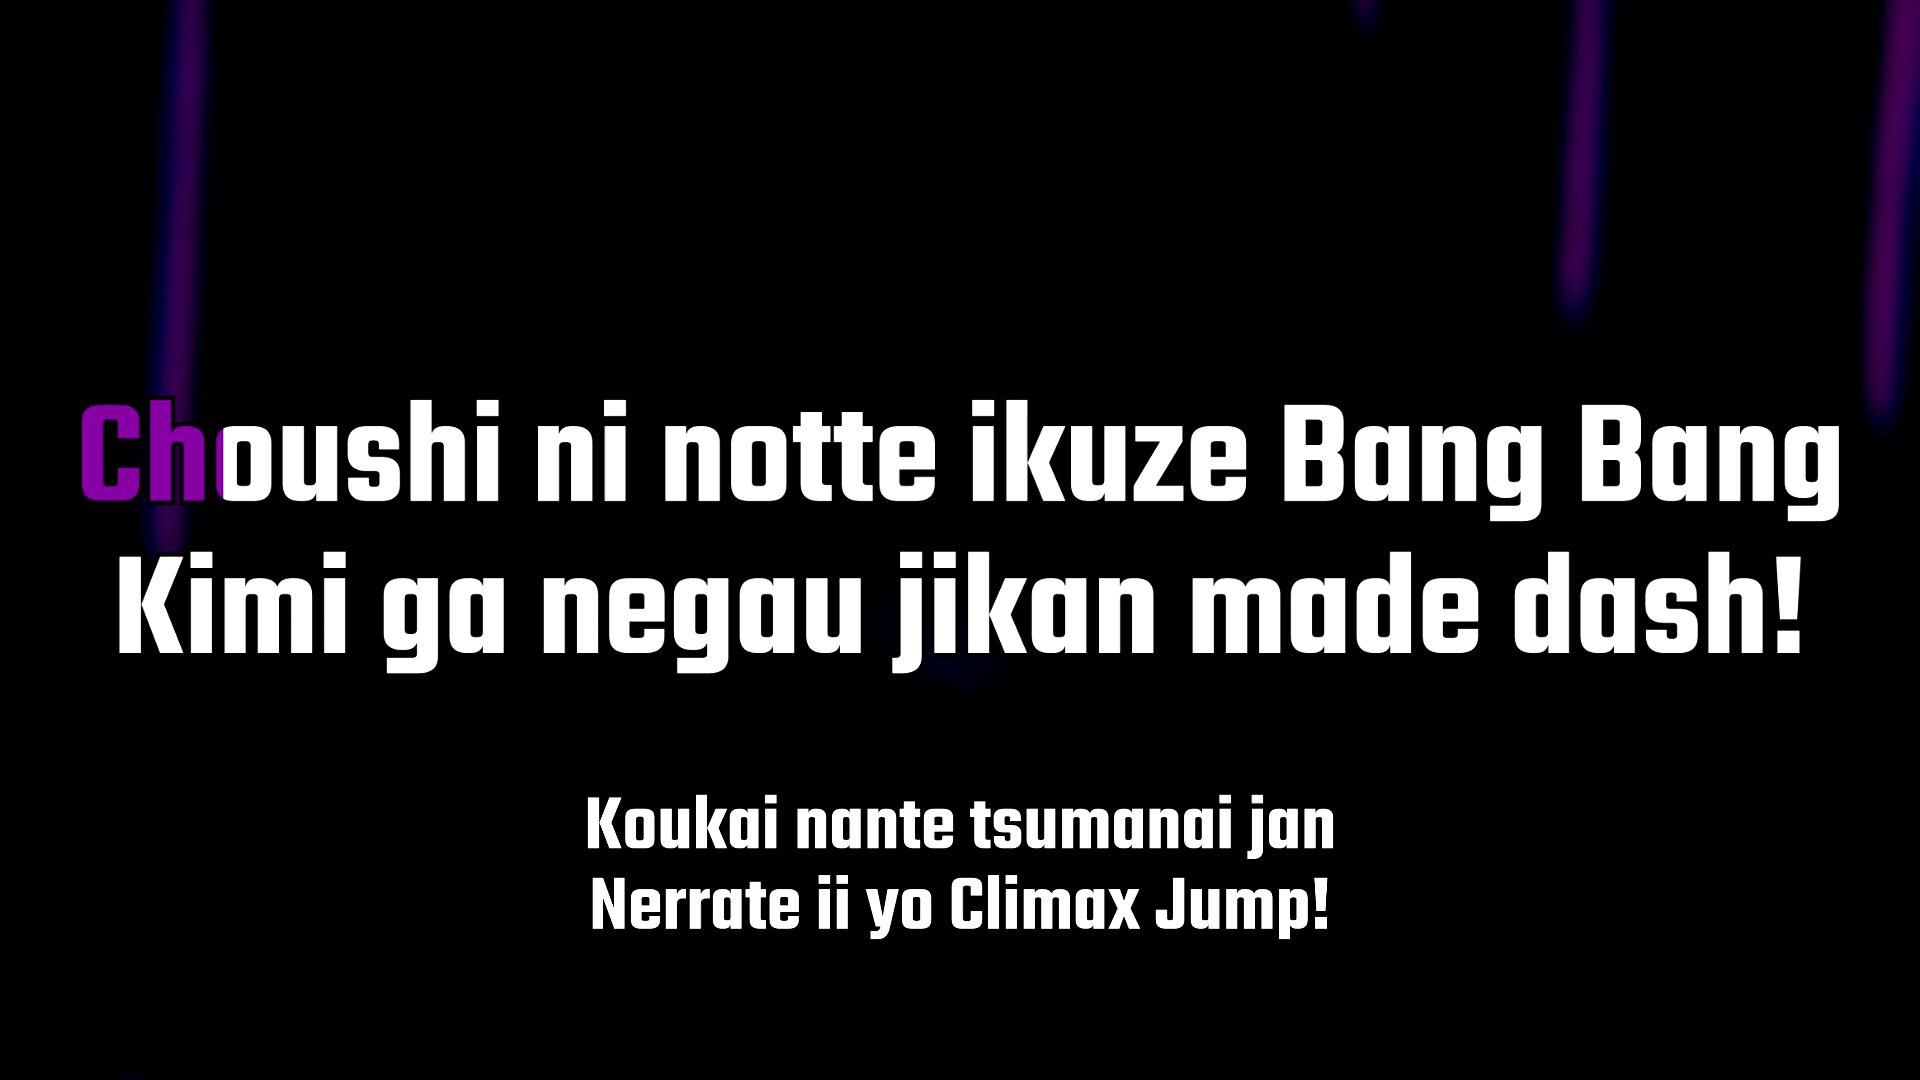 Choushi ni notte ikuze Bang Bang
Kimi ga negau jikan made dash!
Koukai nante tsumanai jan
Nerrate ii yo Climax Jump!